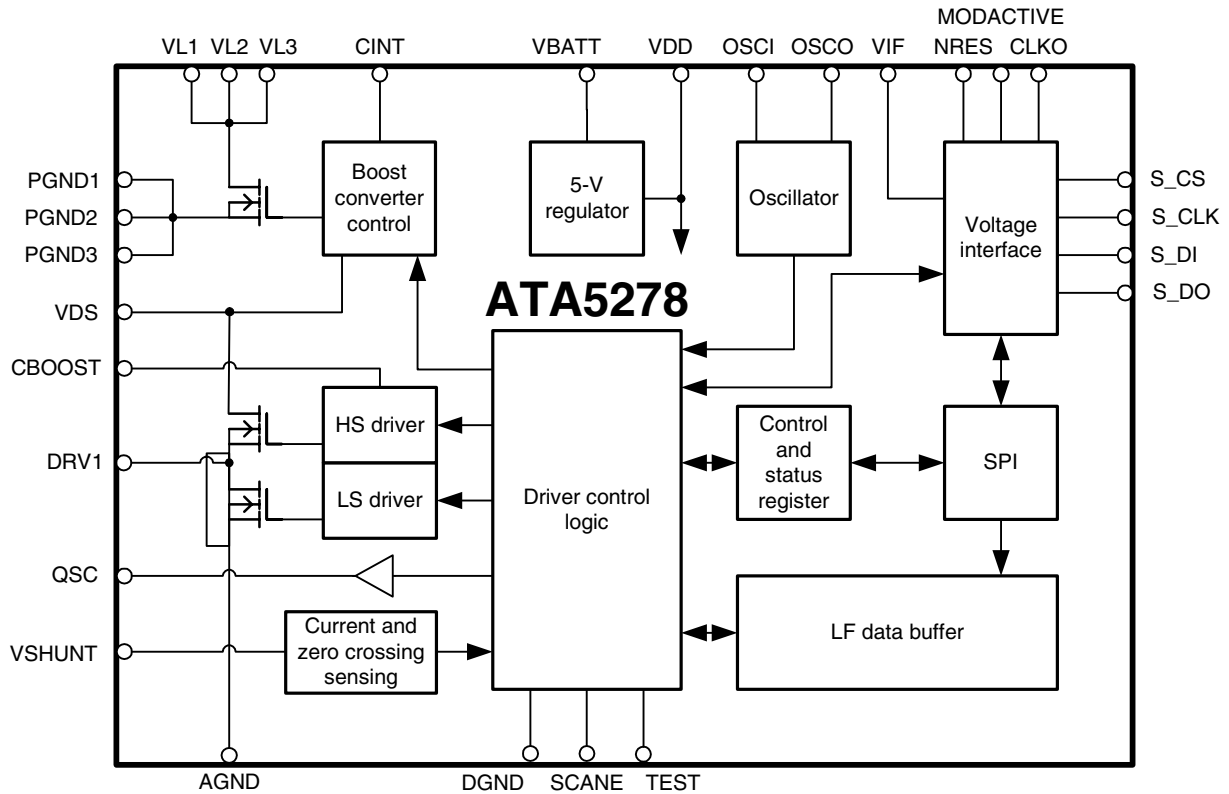 MODACTIVE
VL1 VL2 VL3 CINT VBATT VDD OSCI OSCO VIF NRES CLKO
PGND1
PGND2
PGND3
VDS
CBOOST
DRV1
QSC
VSHUNT
Boost
converter
control
5-V
regulator
Oscillator
Voltage
interface
S_CS
S_CLK
S_DI
S_DO
ATA5278
HS driver
LS driver
Driver control
logic
Control
and
status
register
SPI
LF data buffer
Current and
zero crossing
sensing
AGND DGND SCANE TEST